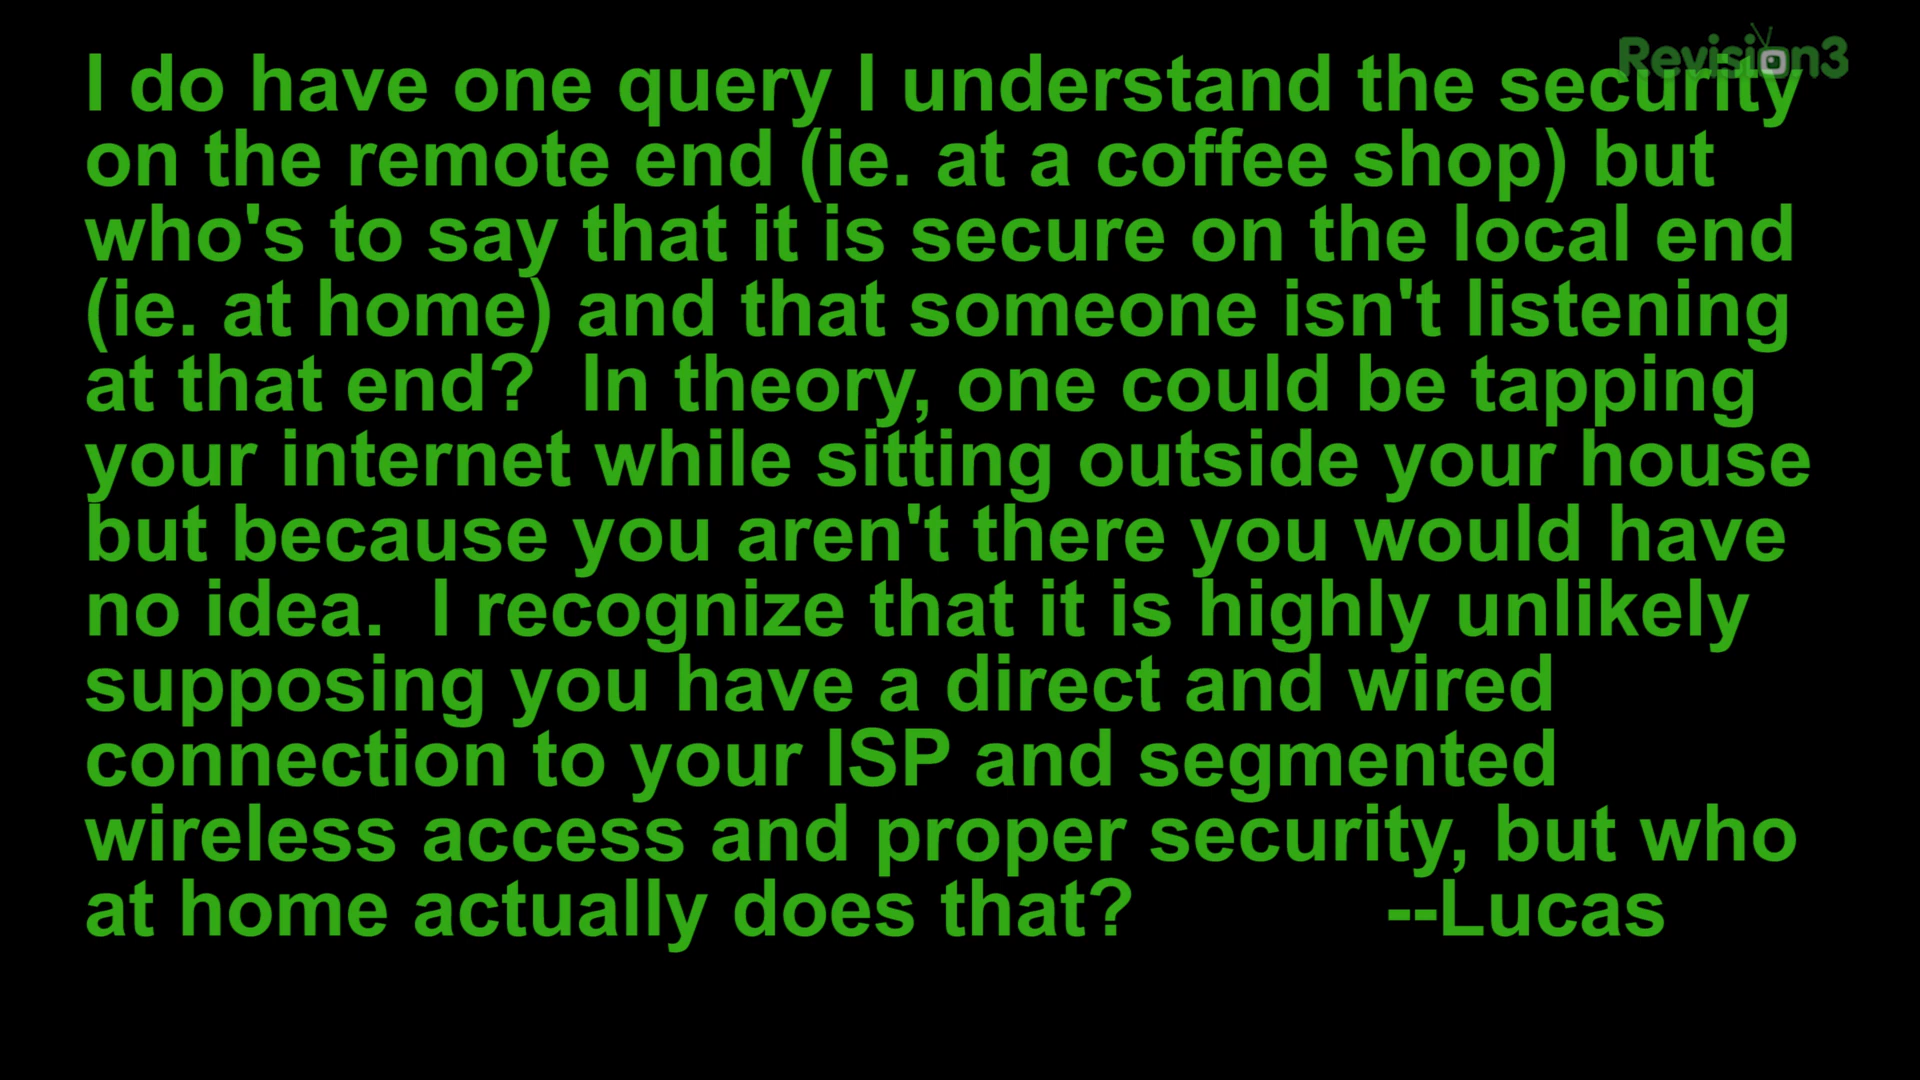 Revision3
I do have one query I understand the security
on the remote end (ie. at a coffee shop) but
who's to say that it is secure on the local end
(ie. at home) and that someone isn't listening
at that end?  In theory, one could be tapping
your internet while sitting outside your house
but because you aren't there you would have
no idea.  I recognize that it is highly unlikely
supposing you have a direct and wired
connection to your ISP and segmented
wireless access and proper security, but who
at home actually does that?          --Lucas